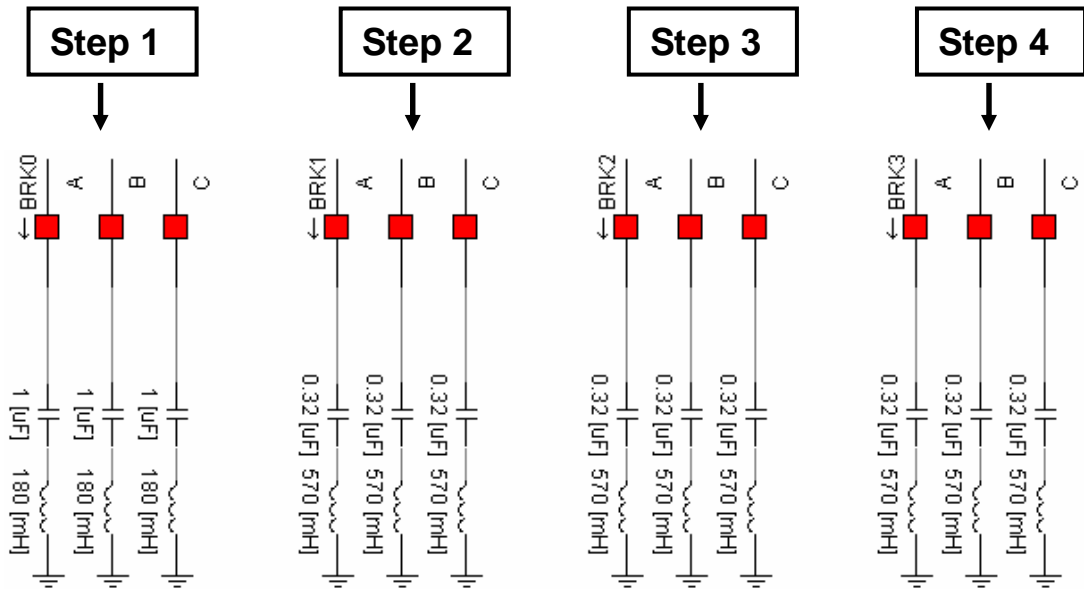 Step 1
Step 2
Step 3
Step 4
← BRK0
A
B
C
← BRK1
A
B
C
← BRK2
A
B
C
← BRK3
A
B
C
1 [uF]
1 [uF]
1 [uF]
0.32 [uF]
0.32 [uF]
0.32 [uF]
0.32 [uF]
0.32 [uF]
0.32 [uF]
0.32 [uF]
0.32 [uF]
0.32 [uF]
180 [mH]
180 [mH]
180 [mH]
570 [mH]
570 [mH]
570 [mH]
570 [mH]
570 [mH]
570 [mH]
570 [mH]
570 [mH]
570 [mH]